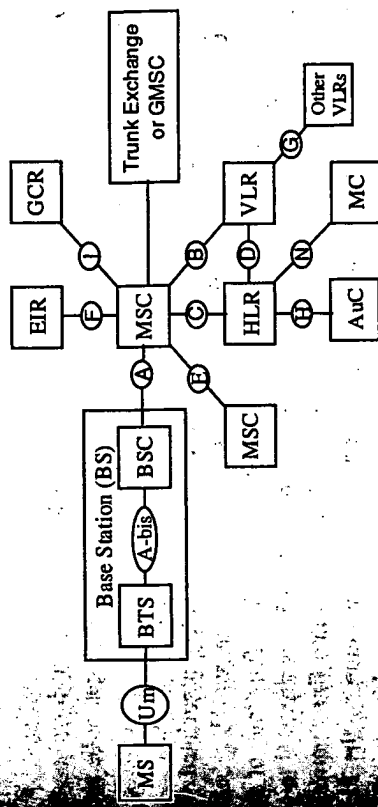 MS
Um
Base Station (BS)
BTS
A-bis
BSC
A
EIR
F
GCR
I
MSC
Trunk Exchange
or GMSC
E
MSC
C
B
HLR
D
VLR
G
Other
VLRs
H
AuC
N
MC